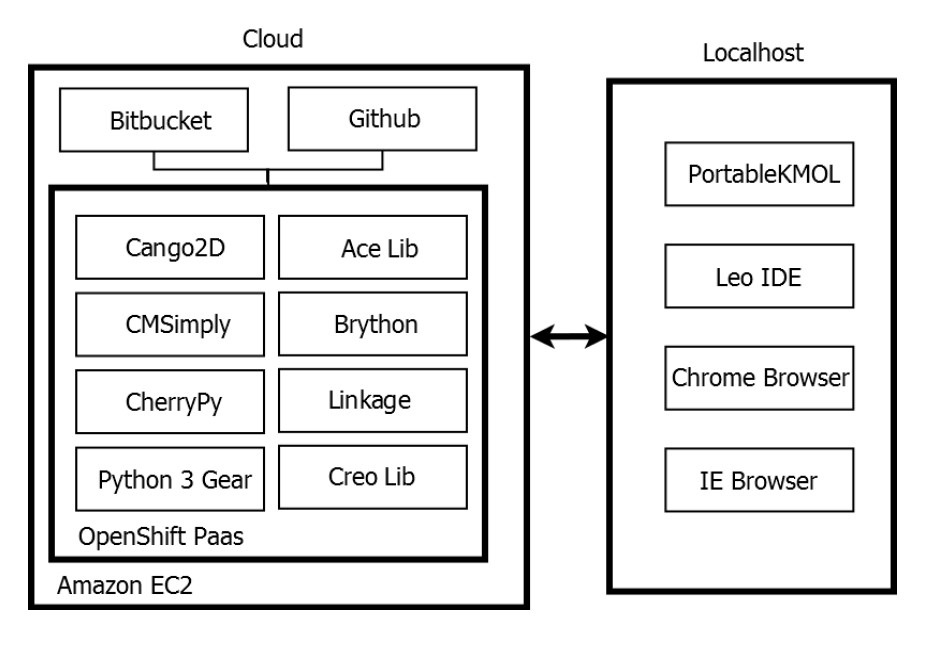 Cloud
Bitbucket
Github
Cango2D
Ace Lib
CMSimply
Brython
CherryPy
Linkage
Python 3 Gear
Creo Lib
OpenShift Paas
Amazon EC2
Localhost
PortableKMOL
Leo IDE
Chrome Browser
IE Browser